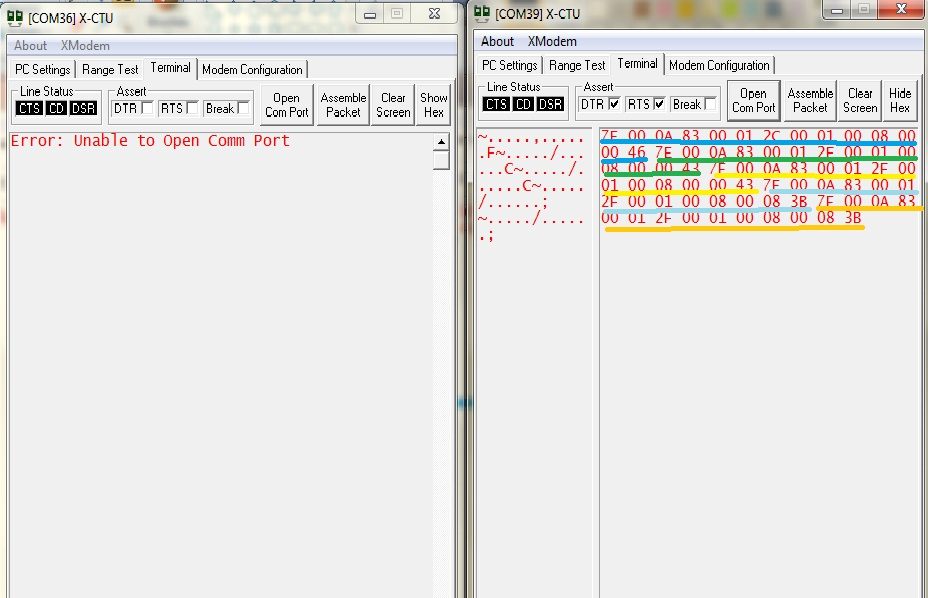 [COM36] X-CTU
About XModem
PC Settings Range Test Terminal Modem Configuration
Line Status
CTS CD DSR
Assert
DTR RTS Break
Open
Com Port
Assemble
Packet
Clear
Screen
Show
Hex
Error: Unable to Open Comm Port
[COM39] X-CTU
About XModem
PC Settings Range Test Terminal Modem Configuration
Line Status
CTS CD DSR
Assert
DTR RTS Break
Open
Com Port
Assemble
Packet
Clear
Screen
Hide
Hex
~.....,.....
.F~...../...
...C~...../.
.....C~.....
/......;
~...../.....
.;
7E 00 0A 83 00 01 2C 00 01 00 08 00
00 46 7E 00 0A 83 00 01 2F 00 01 00
08 00 00 43 7E 00 0A 83 00 01 2F 00
01 00 08 00 00 43 7E 00 0A 83 00 01
2F 00 01 00 08 00 08 3B 7E 00 0A 83
00 01 2F 00 01 00 08 00 08 3B